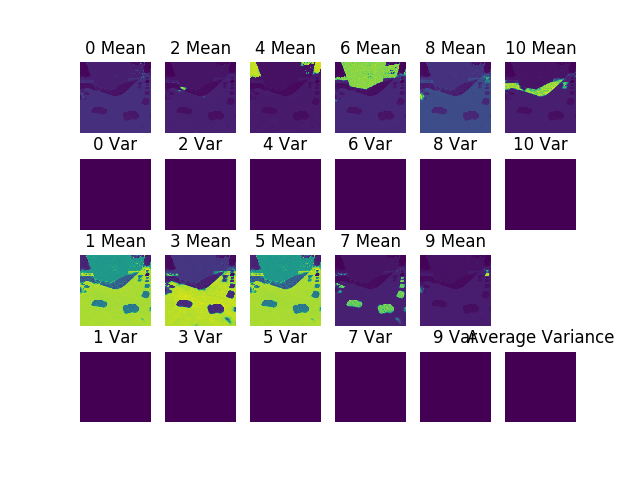 0 Mean 2 Mean 4 Mean 6 Mean 8 Mean 10 Mean
0 Var 2 Var 4 Var 6 Var 8 Var 10 Var
1 Mean 3 Mean 5 Mean 7 Mean 9 Mean
1 Var 3 Var 5 Var 7 Var 9 Var Average Variance